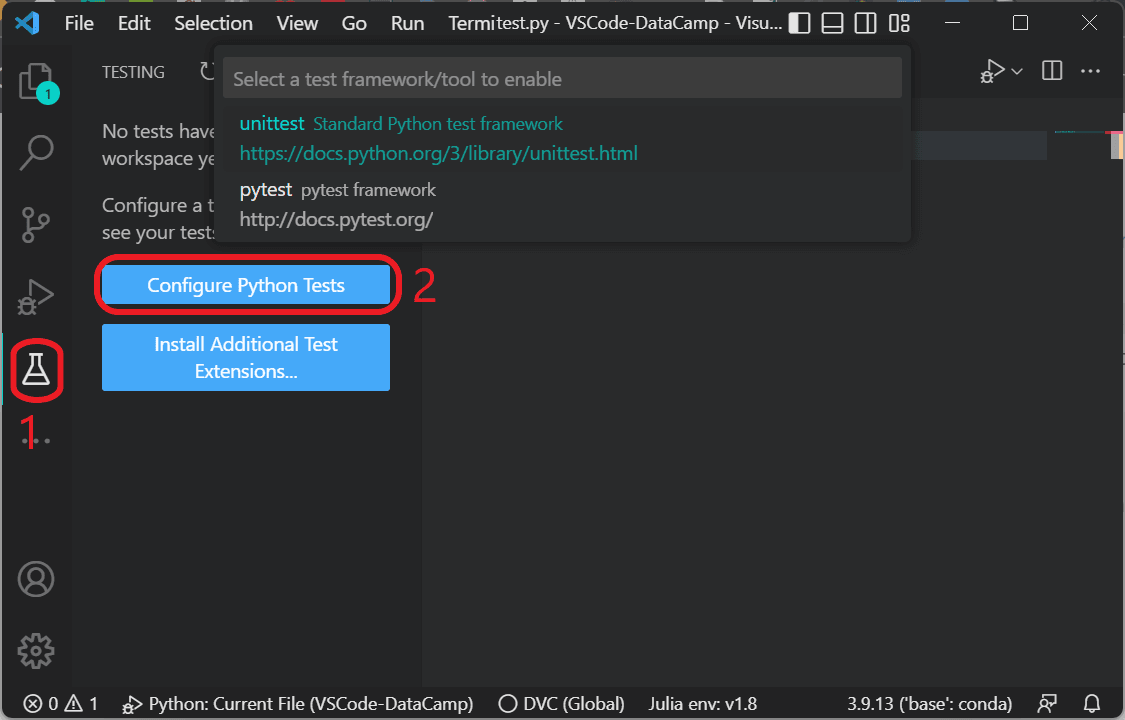 File Edit Selection View Go Run Termi test.py - VSCode-DataCamp - Visu...
1
TESTING
Select a test framework/tool to enable
unittest Standard Python test framework
https://docs.python.org/3/library/unittest.html
pytest pytest framework
http://docs.pytest.org/
No tests have
workspace ye
Configure a t
see your tests
Configure Python Tests
2
Install Additional Test
Extensions...
1
0 1 Python: Current File (VSCode-DataCamp) DVC (Global) Julia env: v1.8 3.9.13 ('base': conda)